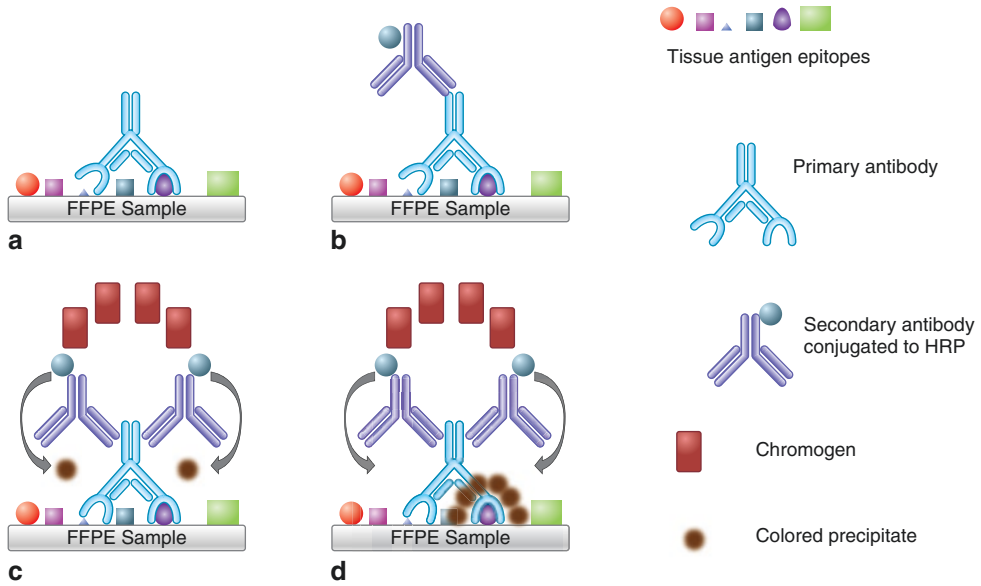 FFPE Sample
a
FFPE Sample
b
FFPE Sample
c
FFPE Sample
d
Tissue antigen epitopes
Primary antibody
Secondary antibody
conjugated to HRP
Chromogen
Colored precipitate